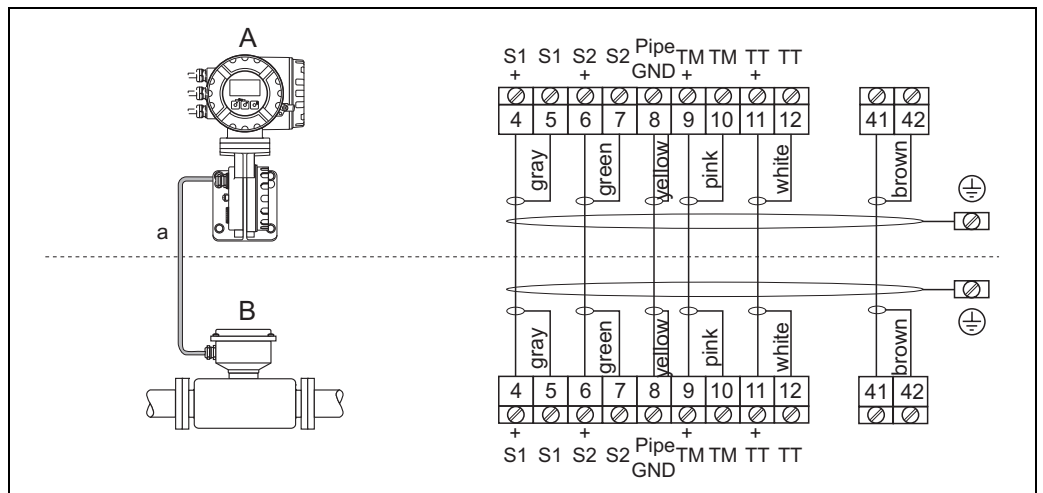 A
a
B
S1 S1 S2 S2 Pipe GND TM TM TT TT
+ + + +
4 5 6 7 8 9 10 11 12 41 42
gray green yellow pink white brown
gray green yellow pink white brown
4 5 6 7 8 9 10 11 12 41 42
+ + + +
S1 S1 S2 S2 Pipe GND TM TM TT TT